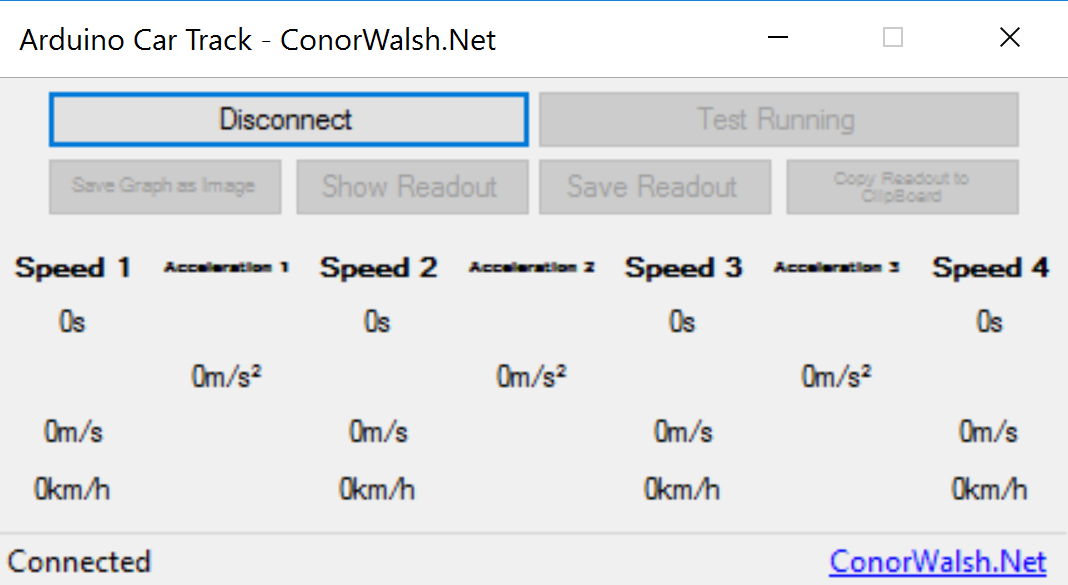 Arduino Car Track - ConorWalsh.Net
Disconnect Test Running
Save Graph as Image Show Readout Save Readout Copy Readout to
ClipBoard
Speed 1 Acceleration 1 Speed 2 Acceleration 2 Speed 3 Acceleration 3 Speed 4
0s 0s 0s 0s
0m/s² 0m/s² 0m/s²
0m/s 0m/s 0m/s 0m/s
0km/h 0km/h 0km/h 0km/h
Connected ConorWalsh.Net